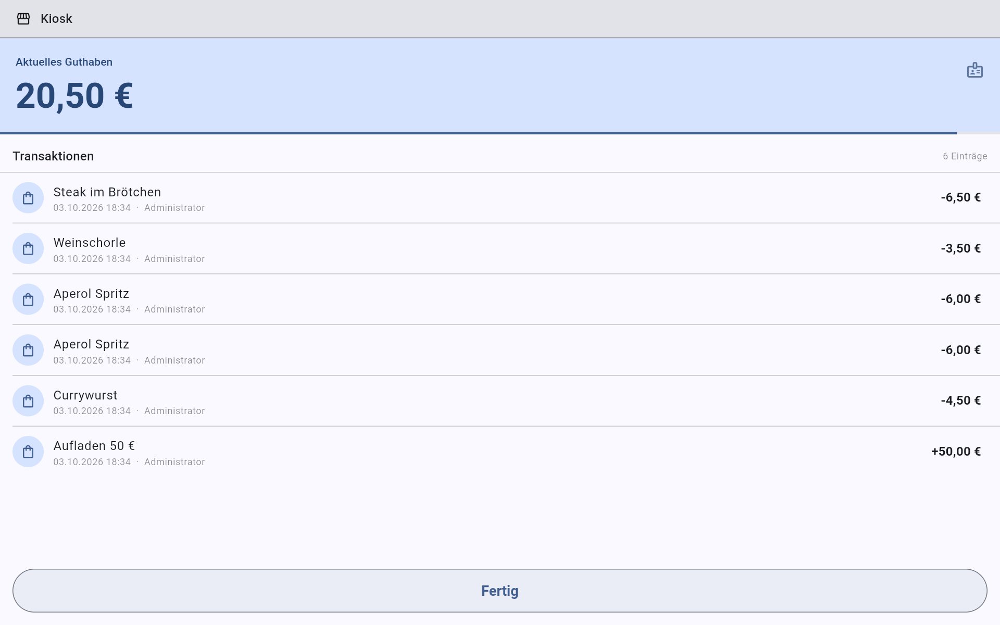 Kiosk
Aktuelles Guthaben
20,50 €
Transaktionen
6 Einträge
Steak im Brötchen
03.10.2026 18:34 · Administrator
-6,50 €
Weinschorle
03.10.2026 18:34 · Administrator
-3,50 €
Aperol Spritz
03.10.2026 18:34 · Administrator
-6,00 €
Aperol Spritz
03.10.2026 18:34 · Administrator
-6,00 €
Currywurst
03.10.2026 18:34 · Administrator
-4,50 €
Aufladen 50 €
03.10.2026 18:34 · Administrator
+50,00 €
Fertig